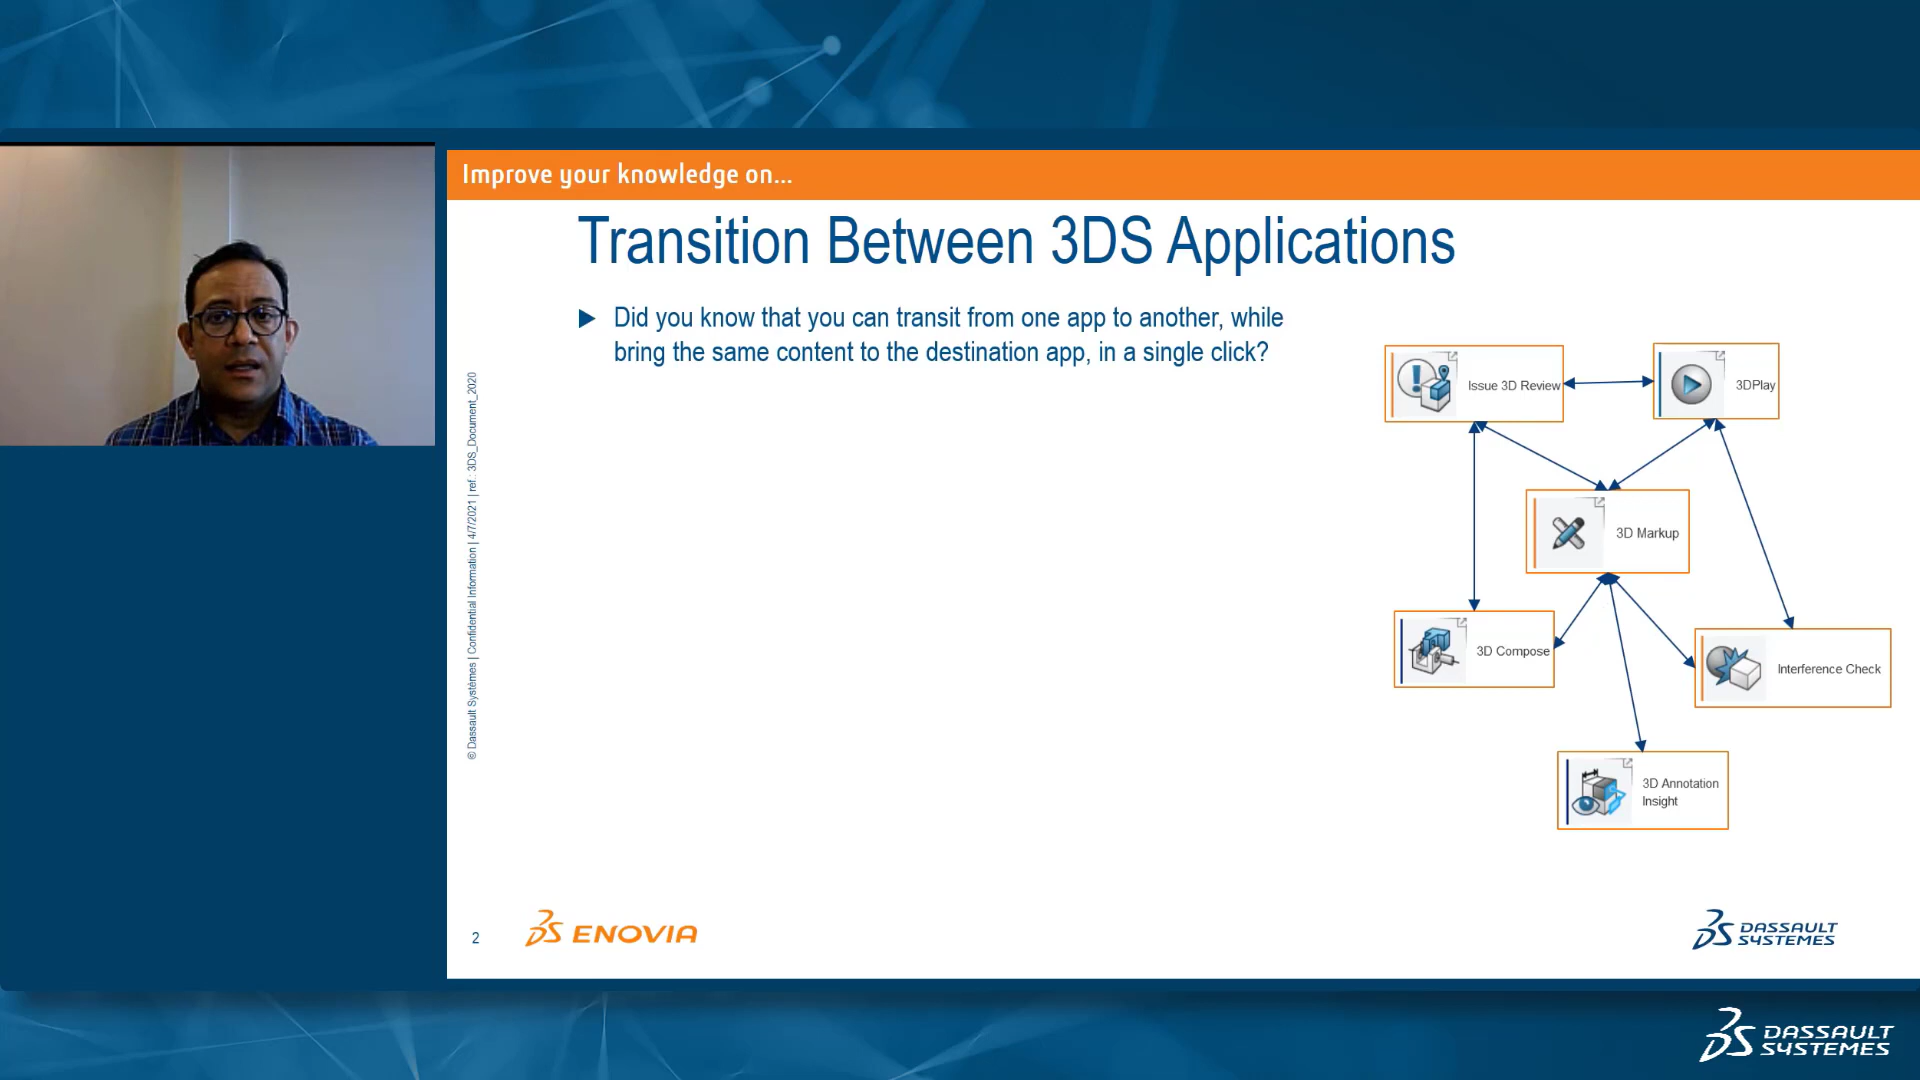 Improve your knowledge on...
Transition Between 3DS Applications
Did you know that you can transit from one app to another, while
bring the same content to the destination app, in a single click?
Issue 3D Review
3DPlay
3D Markup
3D Compose
Interference Check
3D Annotation
Insight
© Dassault Systèmes | Confidential Information | 4/7/2021 | ref.: 3DS_Document_2020
2
ENOVIA
DASSAULT
SYSTEMES
DASSAULT
SYSTEMES